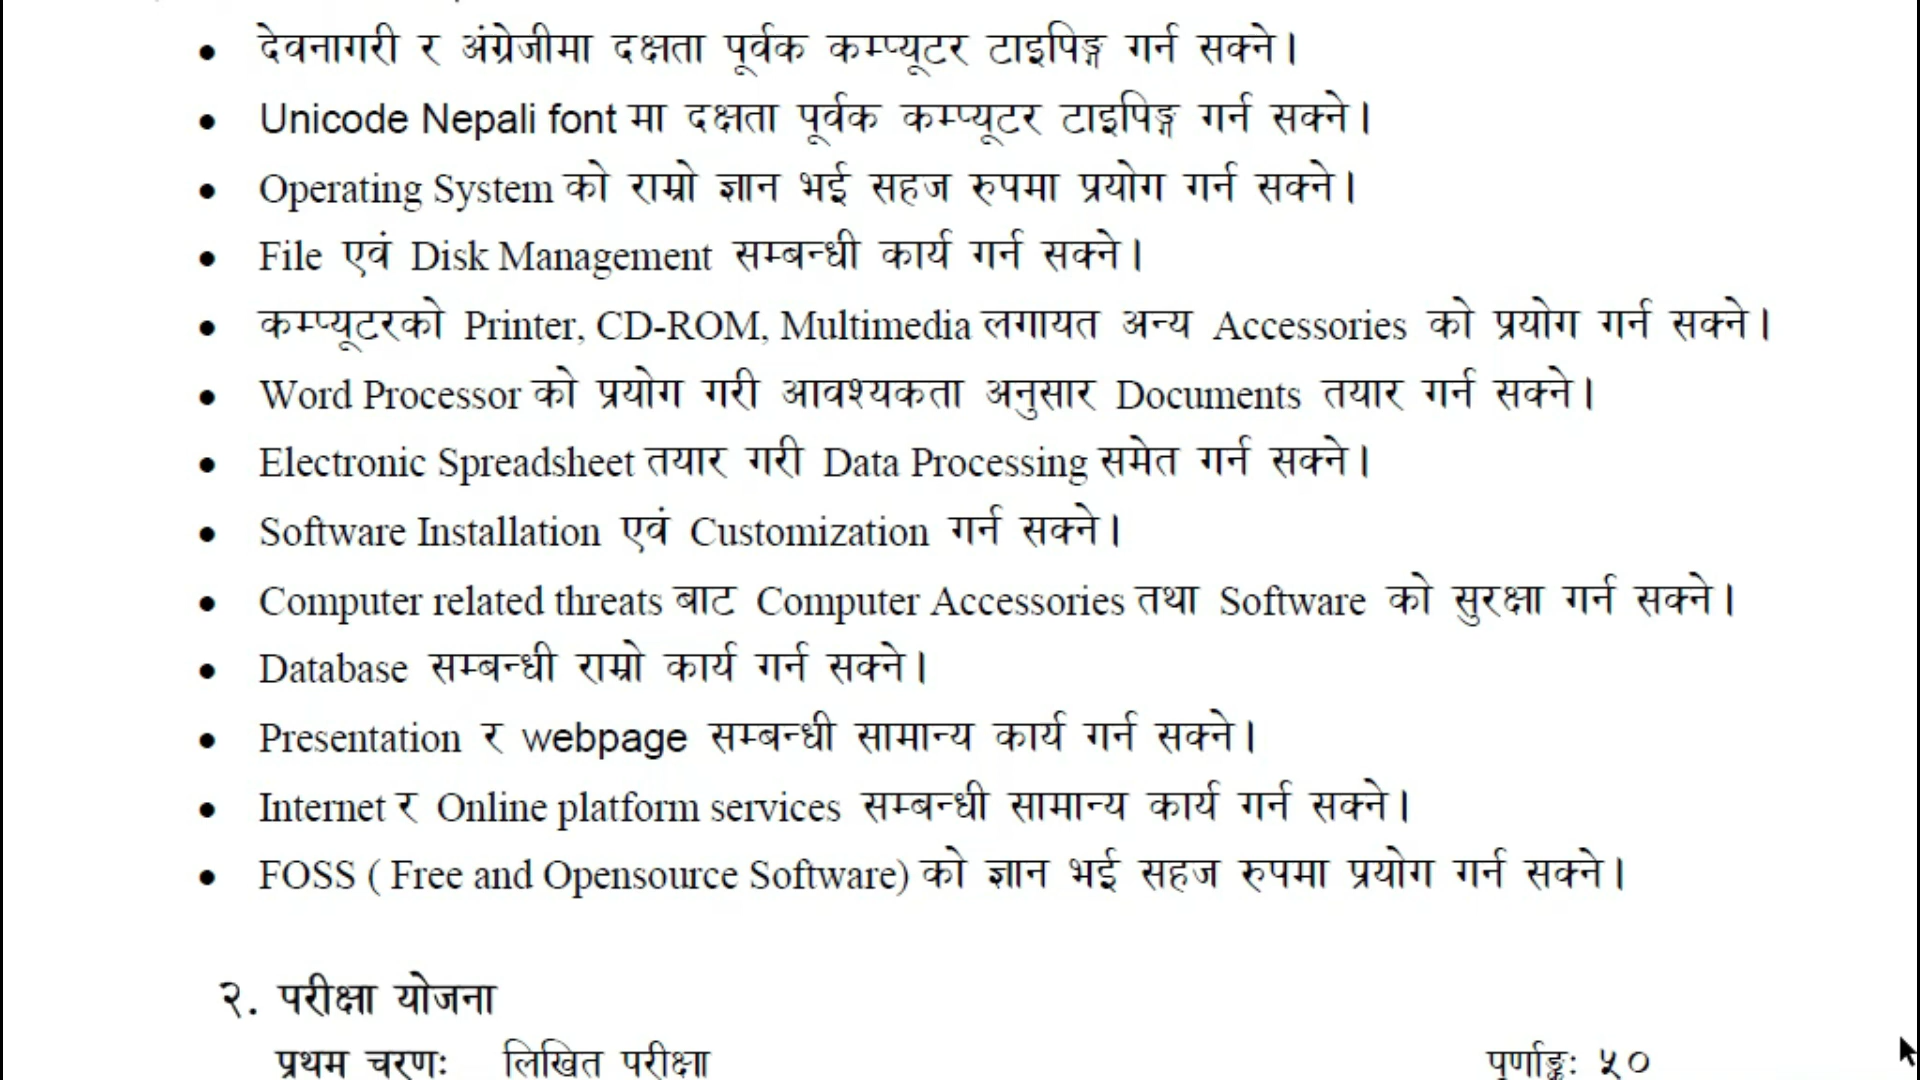 • देवनागरी र अंग्रेजीमा दक्षता पूर्वक कम्प्यूटर टाइपिङ्ग गर्न सक्ने।
• Unicode Nepali font मा दक्षता पूर्वक कम्प्यूटर टाइपिङ्ग गर्न सक्ने।
• Operating System को राम्रो ज्ञान भई सहज रुपमा प्रयोग गर्न सक्ने।
• File एवं Disk Management सम्बन्धी कार्य गर्न सक्ने।
• कम्प्यूटरको Printer, CD-ROM, Multimedia लगायत अन्य Accessories को प्रयोग गर्न सक्ने।
• Word Processor को प्रयोग गरी आवश्यकता अनुसार Documents तयार गर्न सक्ने।
• Electronic Spreadsheet तयार गरी Data Processing समेत गर्न सक्ने।
• Software Installation एवं Customization गर्न सक्ने।
• Computer related threats बाट Computer Accessories तथा Software को सुरक्षा गर्न सक्ने।
• Database सम्बन्धी राम्रो कार्य गर्न सक्ने।
• Presentation र webpage सम्बन्धी सामान्य कार्य गर्न सक्ने।
• Internet र Online platform services सम्बन्धी सामान्य कार्य गर्न सक्ने।
• FOSS ( Free and Opensource Software) को ज्ञान भई सहज रुपमा प्रयोग गर्न सक्ने।
२. परीक्षा योजना
प्रथम चरणः लिखित परीक्षा पूर्णाङ्कः ५०